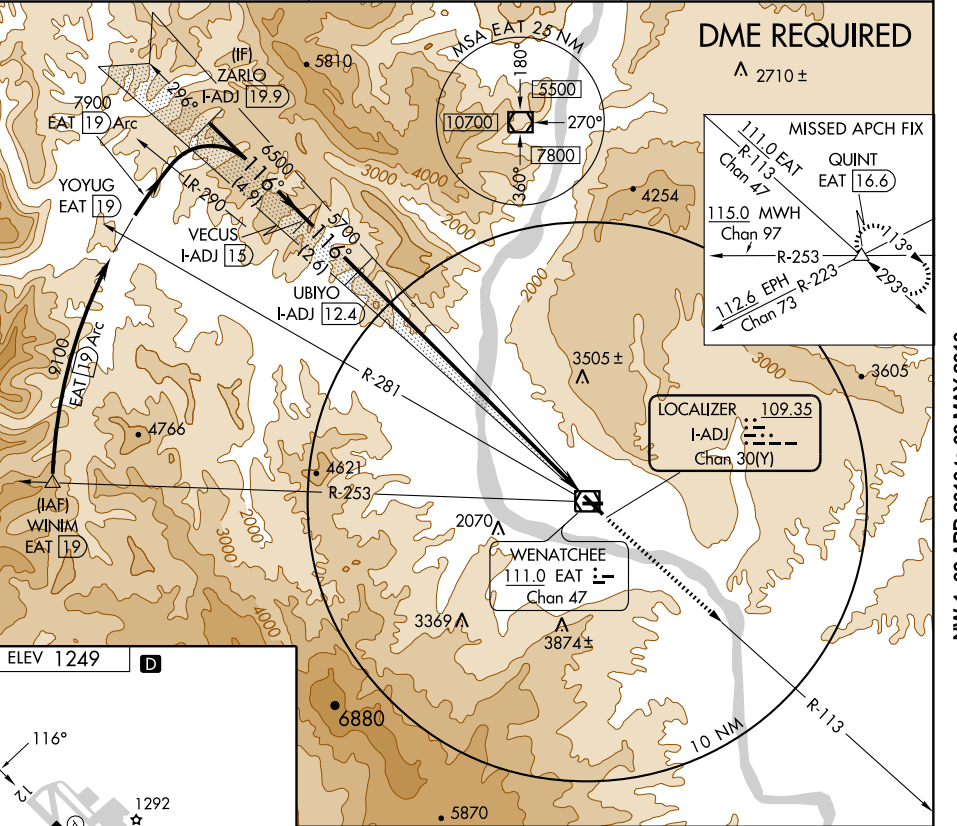 DME REQUIRED
2710 ±
MSA EAT 25 NM
180°
5500
10700
270°
7800
360°
5810
(IF)
ZARLO
I-ADJ 19.9
296°
7900
EAT 19 Arc
YOYUG
EAT 19
LR-290
116°
(4.9)
6500
3000
4000
2000
VECUS
I-ADJ 15
116°
(2.6)
5700
UBIYO
I-ADJ 12.4
4254
2000
MISSED APCH FIX
111.0 EAT
R-113
Chan 47
QUINT
EAT 16.6
115.0 MWH
Chan 97
R-253
113°
293°
112.6 EPH
R-223
Chan 73
3000
3605
3505 ±
9100
EAT 19 Arc
R-281
4766
4621
R-253
LOCALIZER 109.35
I-ADJ
Chan 30(Y)
(IAF)
WINIM
EAT 19
2000
3000
4000
2070
WENATCHEE
111.0 EAT
Chan 47
3369
3874 ±
R-113
10 NM
6880
5870
ELEV 1249 D
116°
12
1292
A